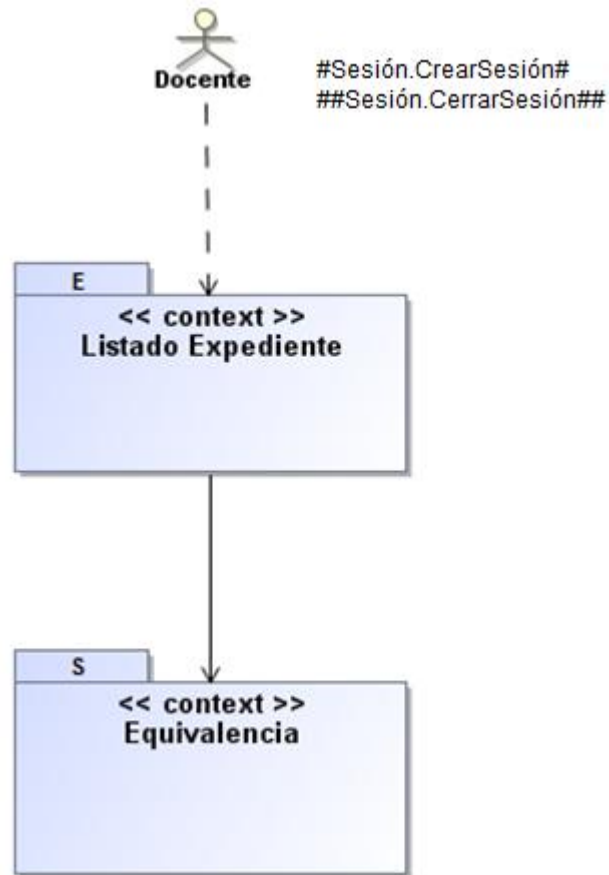 Docente
#Sesión.CrearSesión#
##Sesión.CerrarSesión##
E
<< context >>
Listado Expediente
S
<< context >>
Equivalencia